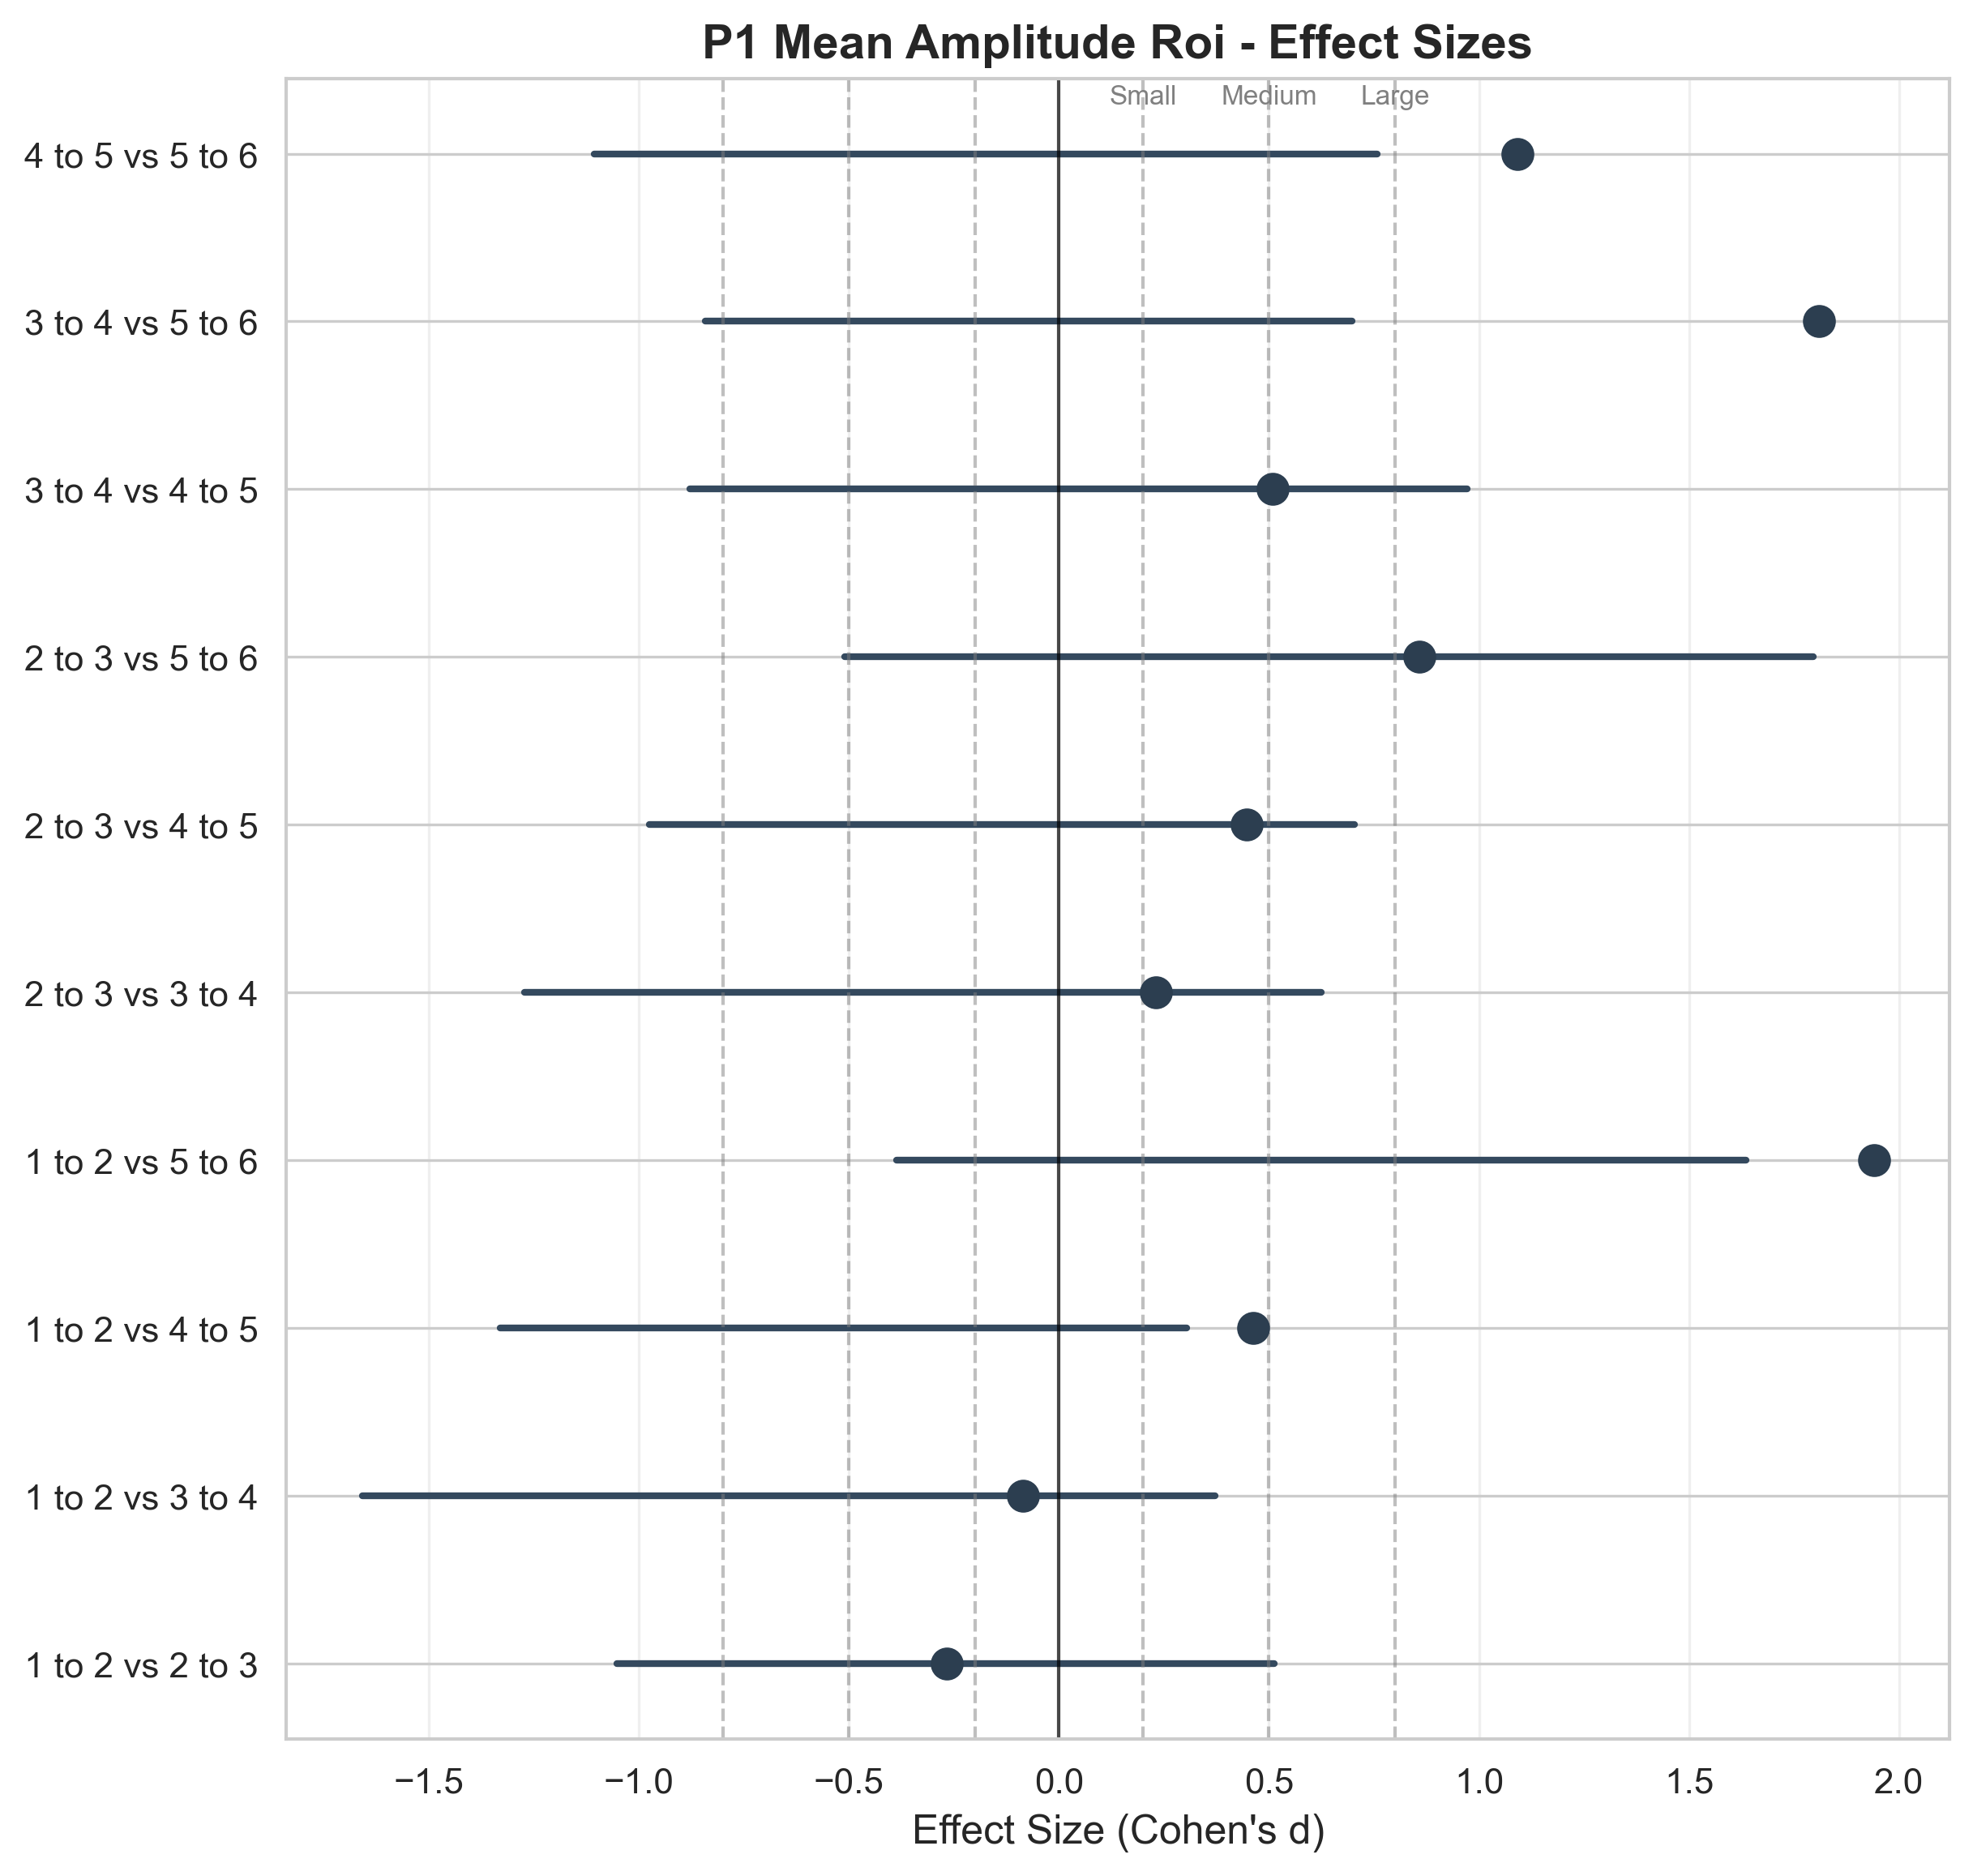 P1 Mean Amplitude Roi - Effect Sizes
Small Medium Large
4 to 5 vs 5 to 6
3 to 4 vs 5 to 6
3 to 4 vs 4 to 5
2 to 3 vs 5 to 6
2 to 3 vs 4 to 5
2 to 3 vs 3 to 4
1 to 2 vs 5 to 6
1 to 2 vs 4 to 5
1 to 2 vs 3 to 4
1 to 2 vs 2 to 3
−1.5 −1.0 −0.5 0.0 0.5 1.0 1.5 2.0
Effect Size (Cohen's d)